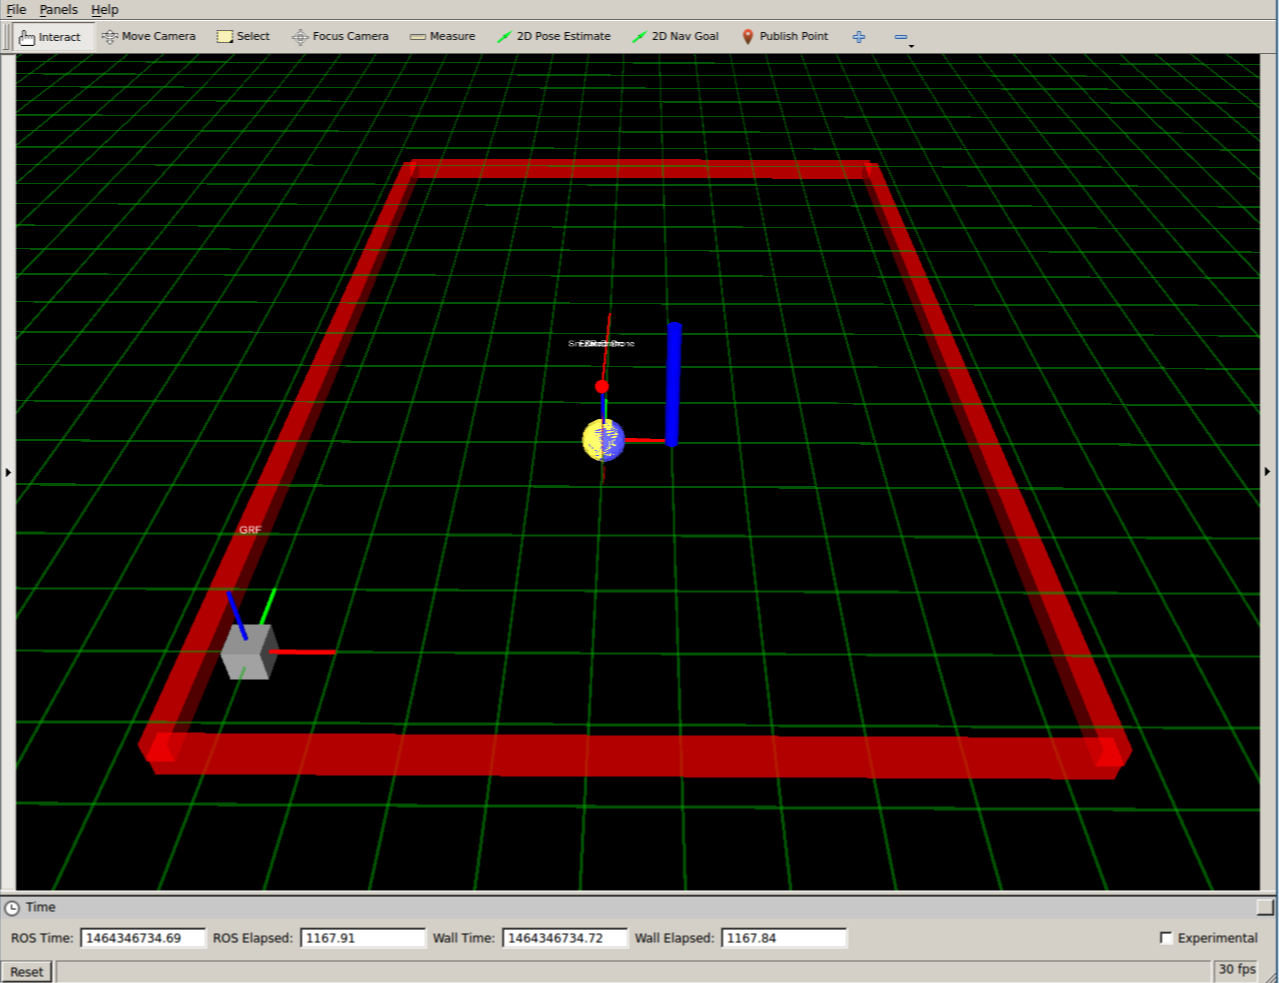 File Panels Help
Interact Move Camera Select Focus Camera Measure 2D Pose Estimate 2D Nav Goal Publish Point
GRF
Time
ROS Time: 1464346734.69 ROS Elapsed: 1167.91 Wall Time: 1464346734.72 Wall Elapsed: 1167.84 Experimental
Reset 30 fps